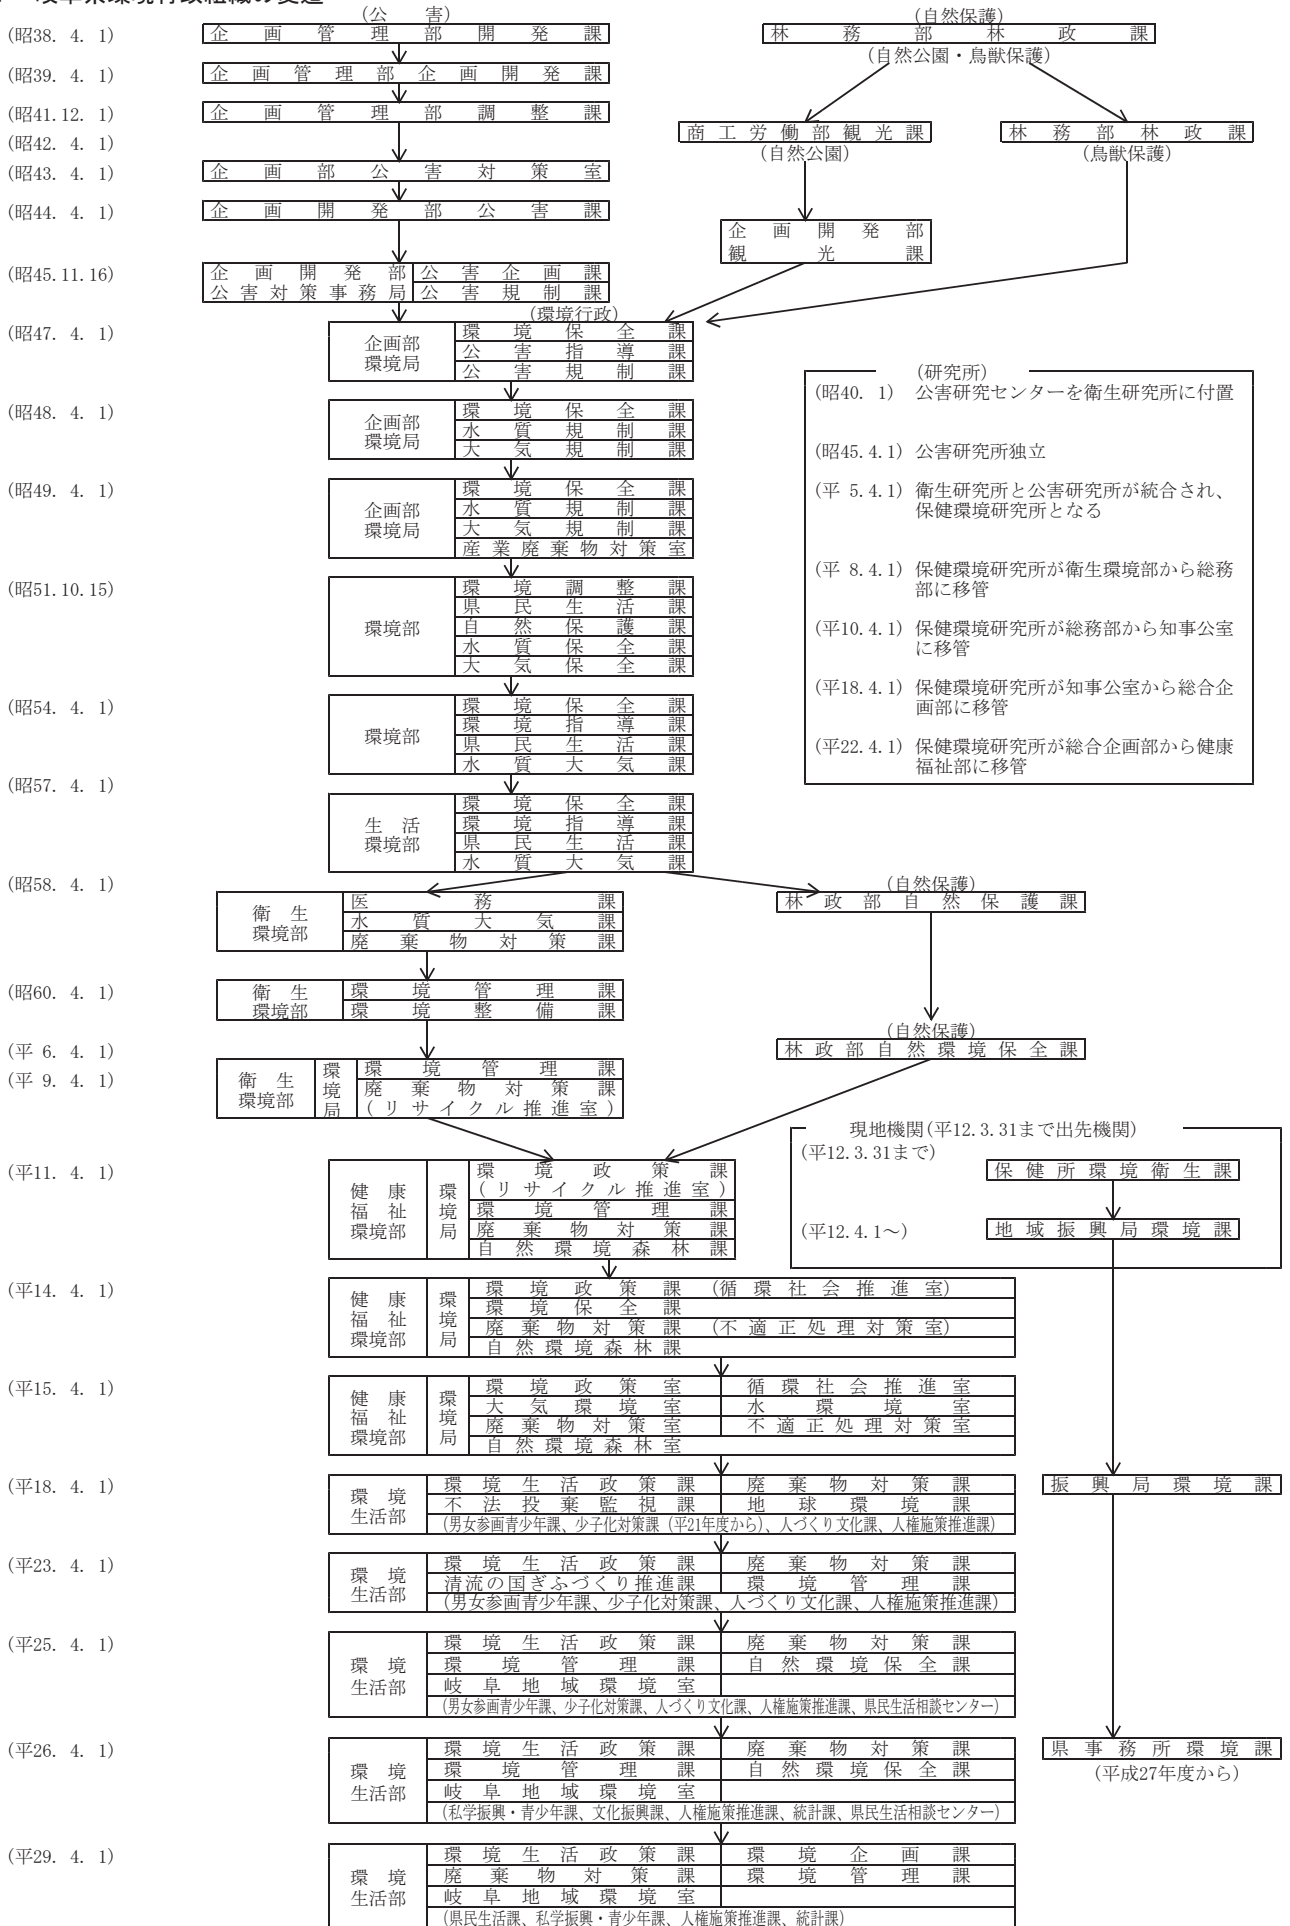 岐阜県環境行政組織の変遷
(公　害)
(自然保護)
(昭38. 4. 1)
企画管理部開発課
林務部林政課
(自然公園・鳥獣保護)
(昭39. 4. 1)
企画管理部企画開発課
(昭41.12. 1)
企画管理部調整課
商工労働部観光課
林務部林政課
(昭42. 4. 1)
(自然公園)
(鳥獣保護)
(昭43. 4. 1)
企画部公害対策室
(昭44. 4. 1)
企画開発部公害課
企画開発部
観光課
(昭45.11.16)
企画開発部
公害対策事務局
公害企画課
公害規制課
(環境行政)
(昭47. 4. 1)
企画部
環境局
環境保全課
公害指導課
公害規制課
(昭48. 4. 1)
企画部
環境局
環境保全課
水質規制課
大気規制課
(昭49. 4. 1)
企画部
環境局
環境保全課
水質規制課
大気規制課
産業廃棄物対策室
(昭51.10.15)
環境部
環境調整課
県民生活課
自然保護課
水質保全課
大気保全課
(昭54. 4. 1)
環境部
環境保全課
環境指導課
県民生活課
水質大気課
(昭57. 4. 1)
生　活
環境部
環境保全課
環境指導課
県民生活課
水質大気課
(研究所)
(昭40. 1)　公害研究センターを衛生研究所に付置
(昭45.4.1) 公害研究所独立
(平 5.4.1) 衛生研究所と公害研究所が統合され、
保健環境研究所となる
(平 8.4.1) 保健環境研究所が衛生環境部から総務
部に移管
(平10.4.1) 保健環境研究所が総務部から知事公室
に移管
(平18.4.1) 保健環境研究所が知事公室から総合企
画部に移管
(平22.4.1) 保健環境研究所が総合企画部から健康
福祉部に移管
(昭58. 4. 1)
衛　生
環境部
医務課
水質大気課
廃棄物対策課
(自然保護)
林政部自然保護課
(昭60. 4. 1)
衛　生
環境部
環境管理課
環境整備課
(平 6. 4. 1)
(自然保護)
林政部自然環境保全課
(平 9. 4. 1)
衛　生
環境部
環境局
環境管理課
廃棄物対策課
(リサイクル推進室)
現地機関(平12.3.31まで出先機関)
(平12.3.31まで)
保健所環境衛生課
(平12.4.1～)
地域振興局環境課
(平11. 4. 1)
健　康
福　祉
環境部
環境局
環境政策課
(リサイクル推進室)
環境管理課
廃棄物対策課
自然環境森林課
(平14. 4. 1)
健　康
福　祉
環境部
環境局
環境政策課　(循環社会推進室)
環境保全課
廃棄物対策課　(不適正処理対策室)
自然環境森林課
(平15. 4. 1)
健　康
福　祉
環境部
環境局
環境政策室　循環社会推進室
大気環境室　水環境室
廃棄物対策室　不適正処理対策室
自然環境森林室
(平18. 4. 1)
環　境
生活部
環境生活政策課　廃棄物対策課
不法投棄監視課　地球環境課
(男女参画青少年課、少子化対策課（平21年度から)、人づくり文化課、人権施策推進課)
振興局環境課
(平23. 4. 1)
環　境
生活部
環境生活政策課　廃棄物対策課
清流の国ぎふづくり推進課　環境管理課
(男女参画青少年課、少子化対策課、人づくり文化課、人権施策推進課)
(平25. 4. 1)
環　境
生活部
環境生活政策課　廃棄物対策課
環境管理課　自然環境保全課
岐阜地域環境室
(男女参画青少年課、少子化対策課、人づくり文化課、人権施策推進課、県民生活相談センター)
(平26. 4. 1)
環　境
生活部
環境生活政策課　廃棄物対策課
環境管理課　自然環境保全課
岐阜地域環境室
(私学振興・青少年課、文化振興課、人権施策推進課、統計課、県民生活相談センター)
県事務所環境課
(平成27年度から)
(平29. 4. 1)
環　境
生活部
環境生活政策課　環境企画課
廃棄物対策課　環境管理課
岐阜地域環境室
(県民生活課、私学振興・青少年課、人権施策推進課、統計課)